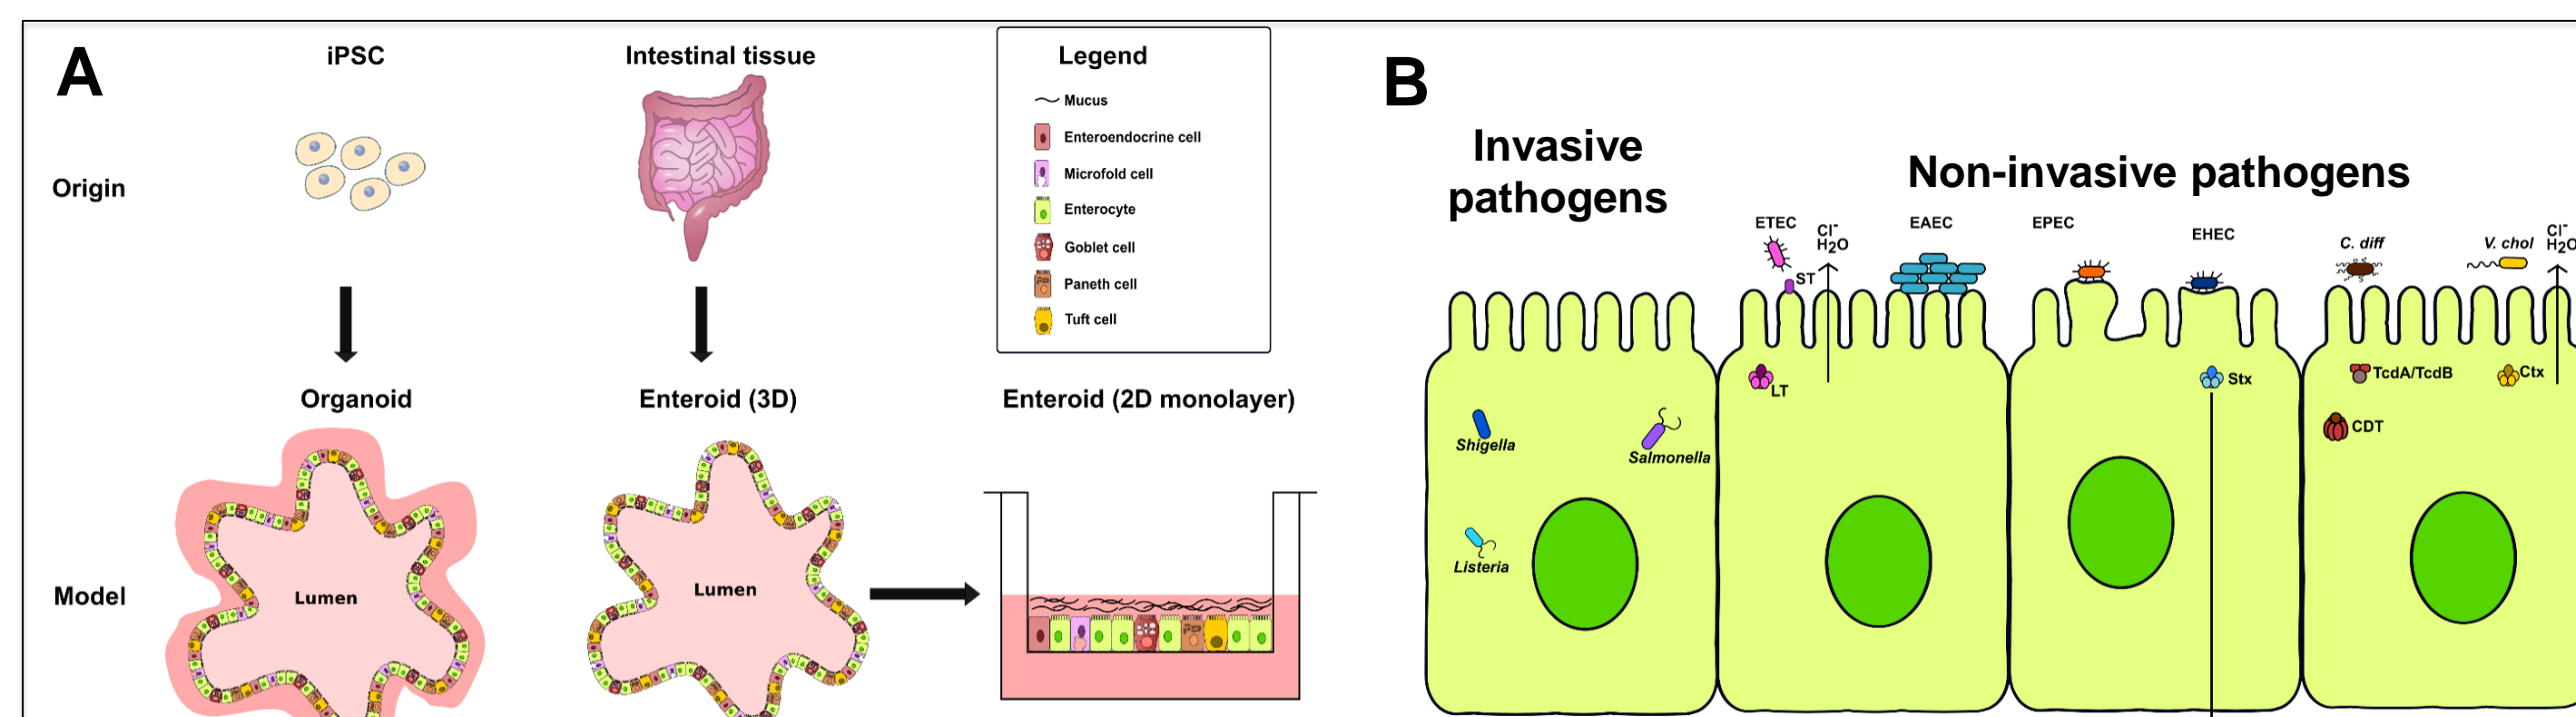 A
iPSC
Intestinal tissue
Origin
Legend
Mucus
Enteroendocrine cell
Microfold cell
Enterocyte
Goblet cell
Paneth cell
Tuft cell
Organoid
Enteroid (3D)
Enteroid (2D monolayer)
Model
Lumen
Lumen
B
Invasive
pathogens
Non-invasive pathogens
ETEC
Cl⁻
H2O
ST
EAEC
EPEC
EHEC
C. diff
V. chol
Cl⁻
H2O
LT
Stx
TcdA/TcdB
Ctx
CDT
Shigella
Salmonella
Listeria